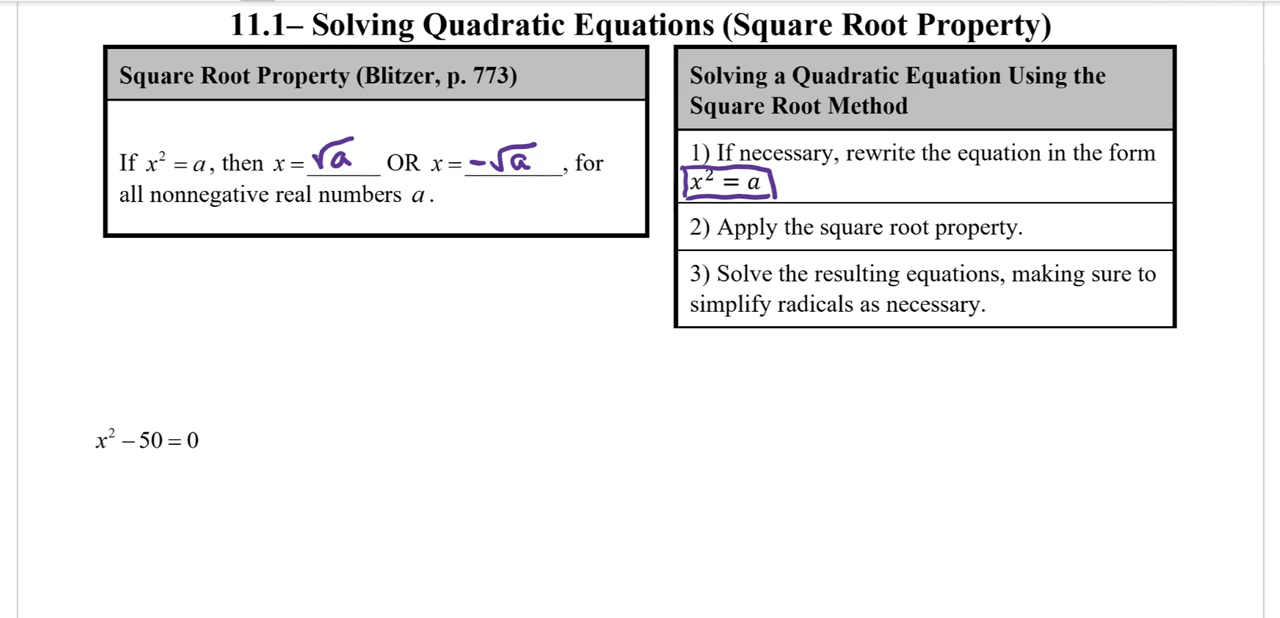 11.1– Solving Quadratic Equations (Square Root Property)
Square Root Property (Blitzer, p. 773)
If x² = a, then x = √a OR x = -√a, for
all nonnegative real numbers a.
Solving a Quadratic Equation Using the
Square Root Method
1) If necessary, rewrite the equation in the form
x² = a
2) Apply the square root property.
3) Solve the resulting equations, making sure to
simplify radicals as necessary.
x² – 50 = 0